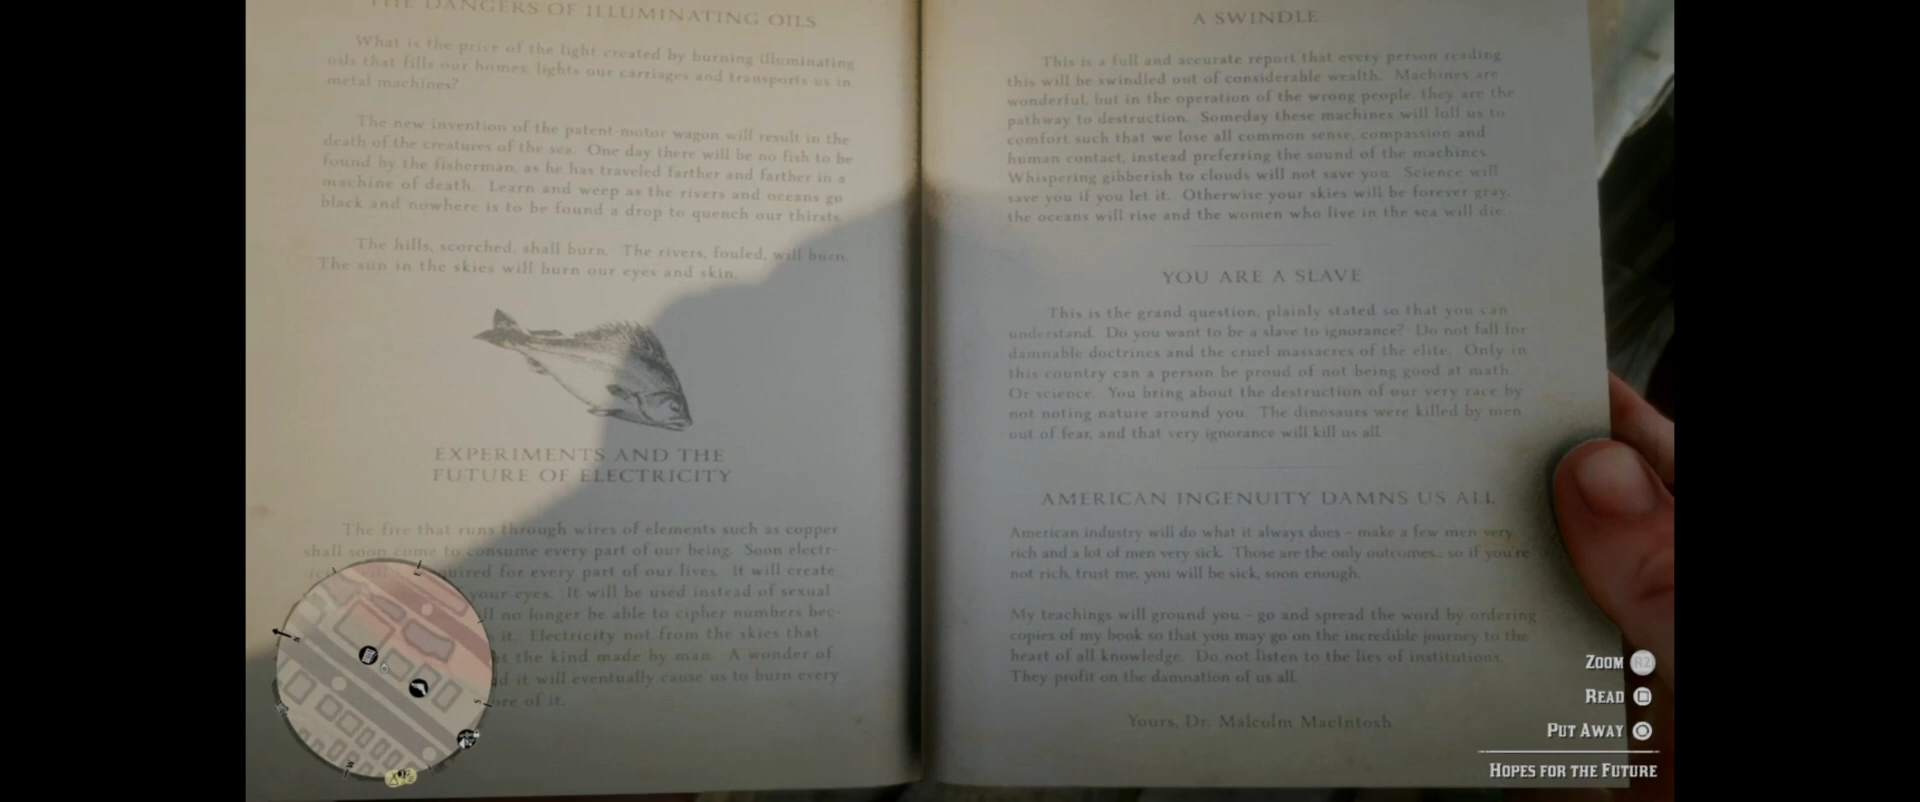 THE DANGERS OF ILLUMINATING OILS
What is the price of the light created by burning illuminating
oils that fills our homes, lights our carriages and transports us in
metal machines?
The new invention of the patent-motor wagon will result in the
death of the creatures of the sea. One day there will be no fish to be
found by the fisherman, as he has traveled farther and farther in a
machine of death. Learn and weep as the rivers and oceans go
black and nowhere is to be found a drop to quench our thirsts.
The hills, scorched, shall burn. The rivers, fouled, will burn.
The sun in the skies will burn our eyes and skin.
EXPERIMENTS AND THE
FUTURE OF ELECTRICITY
The fire that runs through wires of elements such as copper
shall soon come to consume every part of our being. Soon electr-
quired for every part of our lives. It will create
your eyes. It will be used instead of sexual
ll no longer be able to cipher numbers bec-
it. Electricity not from the skies that
t the kind made by man. A wonder of
d it will eventually cause us to burn every
ore of it.
A SWINDLE
This is a full and accurate report that every person reading
this will be swindled out of considerable wealth. Machines are
wonderful, but in the operation of the wrong people, they are the
pathway to destruction. Someday these machines will lull us to
comfort such that we lose all common sense, compassion and
human contact, instead preferring the sound of the machines.
Whispering gibberish to clouds will not save you. Science will
save you if you let it. Otherwise your skies will be forever gray,
the oceans will rise and the women who live in the sea will die.
YOU ARE A SLAVE
This is the grand question, plainly stated so that you can
understand. Do you want to be a slave to ignorance? Do not fall for
damnable doctrines and the cruel massacres of the elite. Only in
this country can a person be proud of not being good at math.
Or science. You bring about the destruction of our very race by
not noting nature around you. The dinosaurs were killed by men
out of fear, and that very ignorance will kill us all.
AMERICAN INGENUITY DAMNS US ALL
American industry will do what it always does - make a few men very
rich and a lot of men very sick. Those are the only outcomes, so if you're
not rich, trust me, you will be sick, soon enough.
My teachings will ground you - go and spread the word by ordering
copies of my book so that you may go on the incredible journey to the
heart of all knowledge. Do not listen to the lies of institutions.
They profit on the damnation of us all.
Yours, Dr. Malcolm MacIntosh
ZOOM R2
READ
PUT AWAY
HOPES FOR THE FUTURE